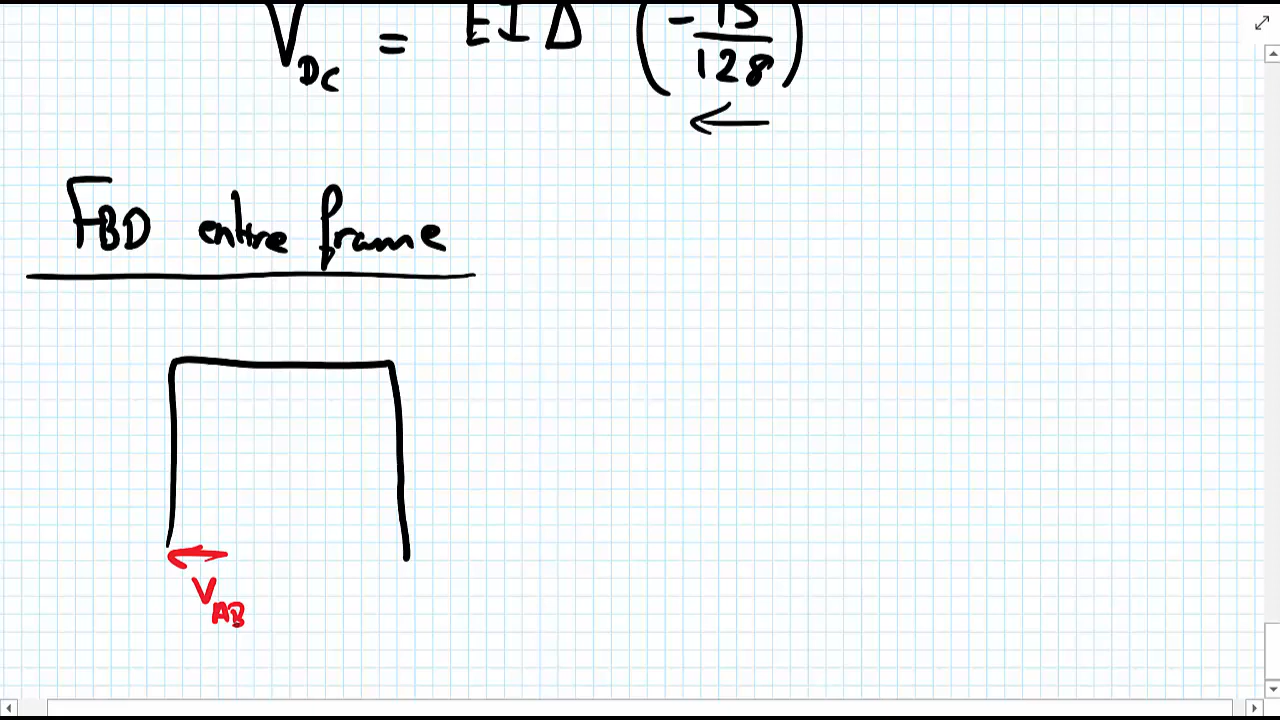 V_DC = EIΔ (-15/128)
←
FBD entire frame
V_AB